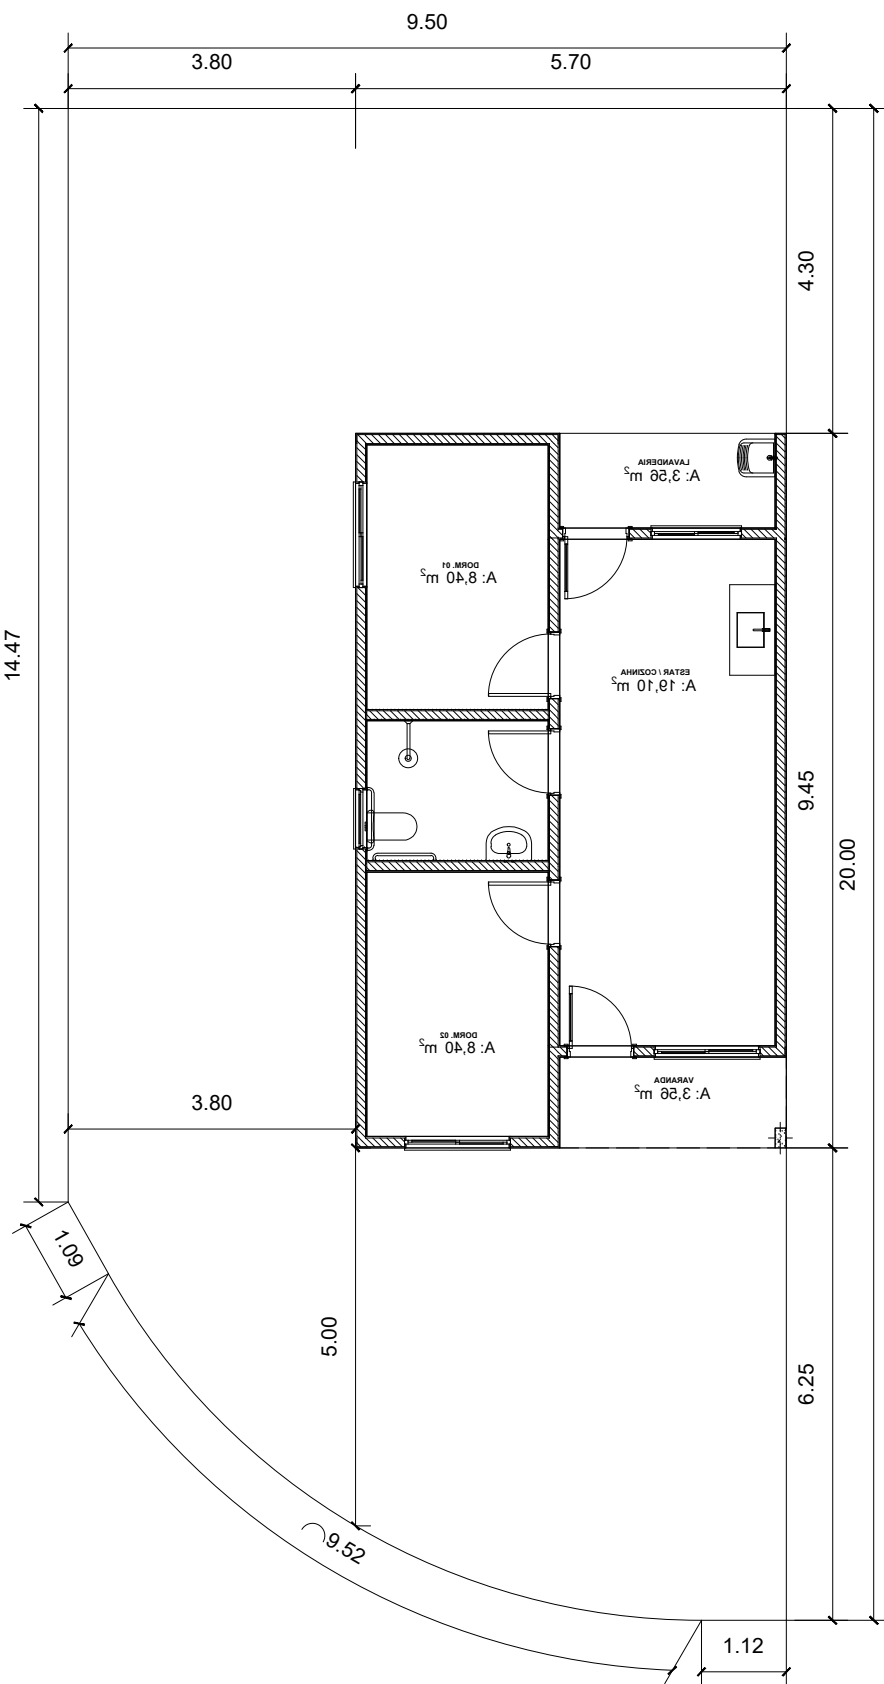 9.50
3.80
5.70
4.30
LAVANDERIA
A: 3,56 m²
DORM. 01
A: 8,40 m²
14.47
ESTAR / COZINHA
A: 19,10 m²
9.45
20.00
DORM. 02
A: 8,40 m²
VARANDA
A: 3,56 m²
3.80
1.09
5.00
6.25
9.52
1.12